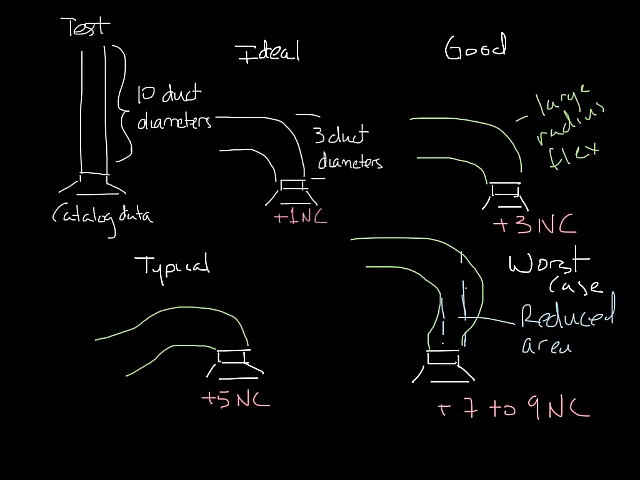 Test
10 duct
diameters
Catalog data
Ideal
3 duct
diameters
+1NC
Good
large
radius
flex
+3NC
Typical
+5NC
Worst
Case
Reduced
area
+7 to 9NC